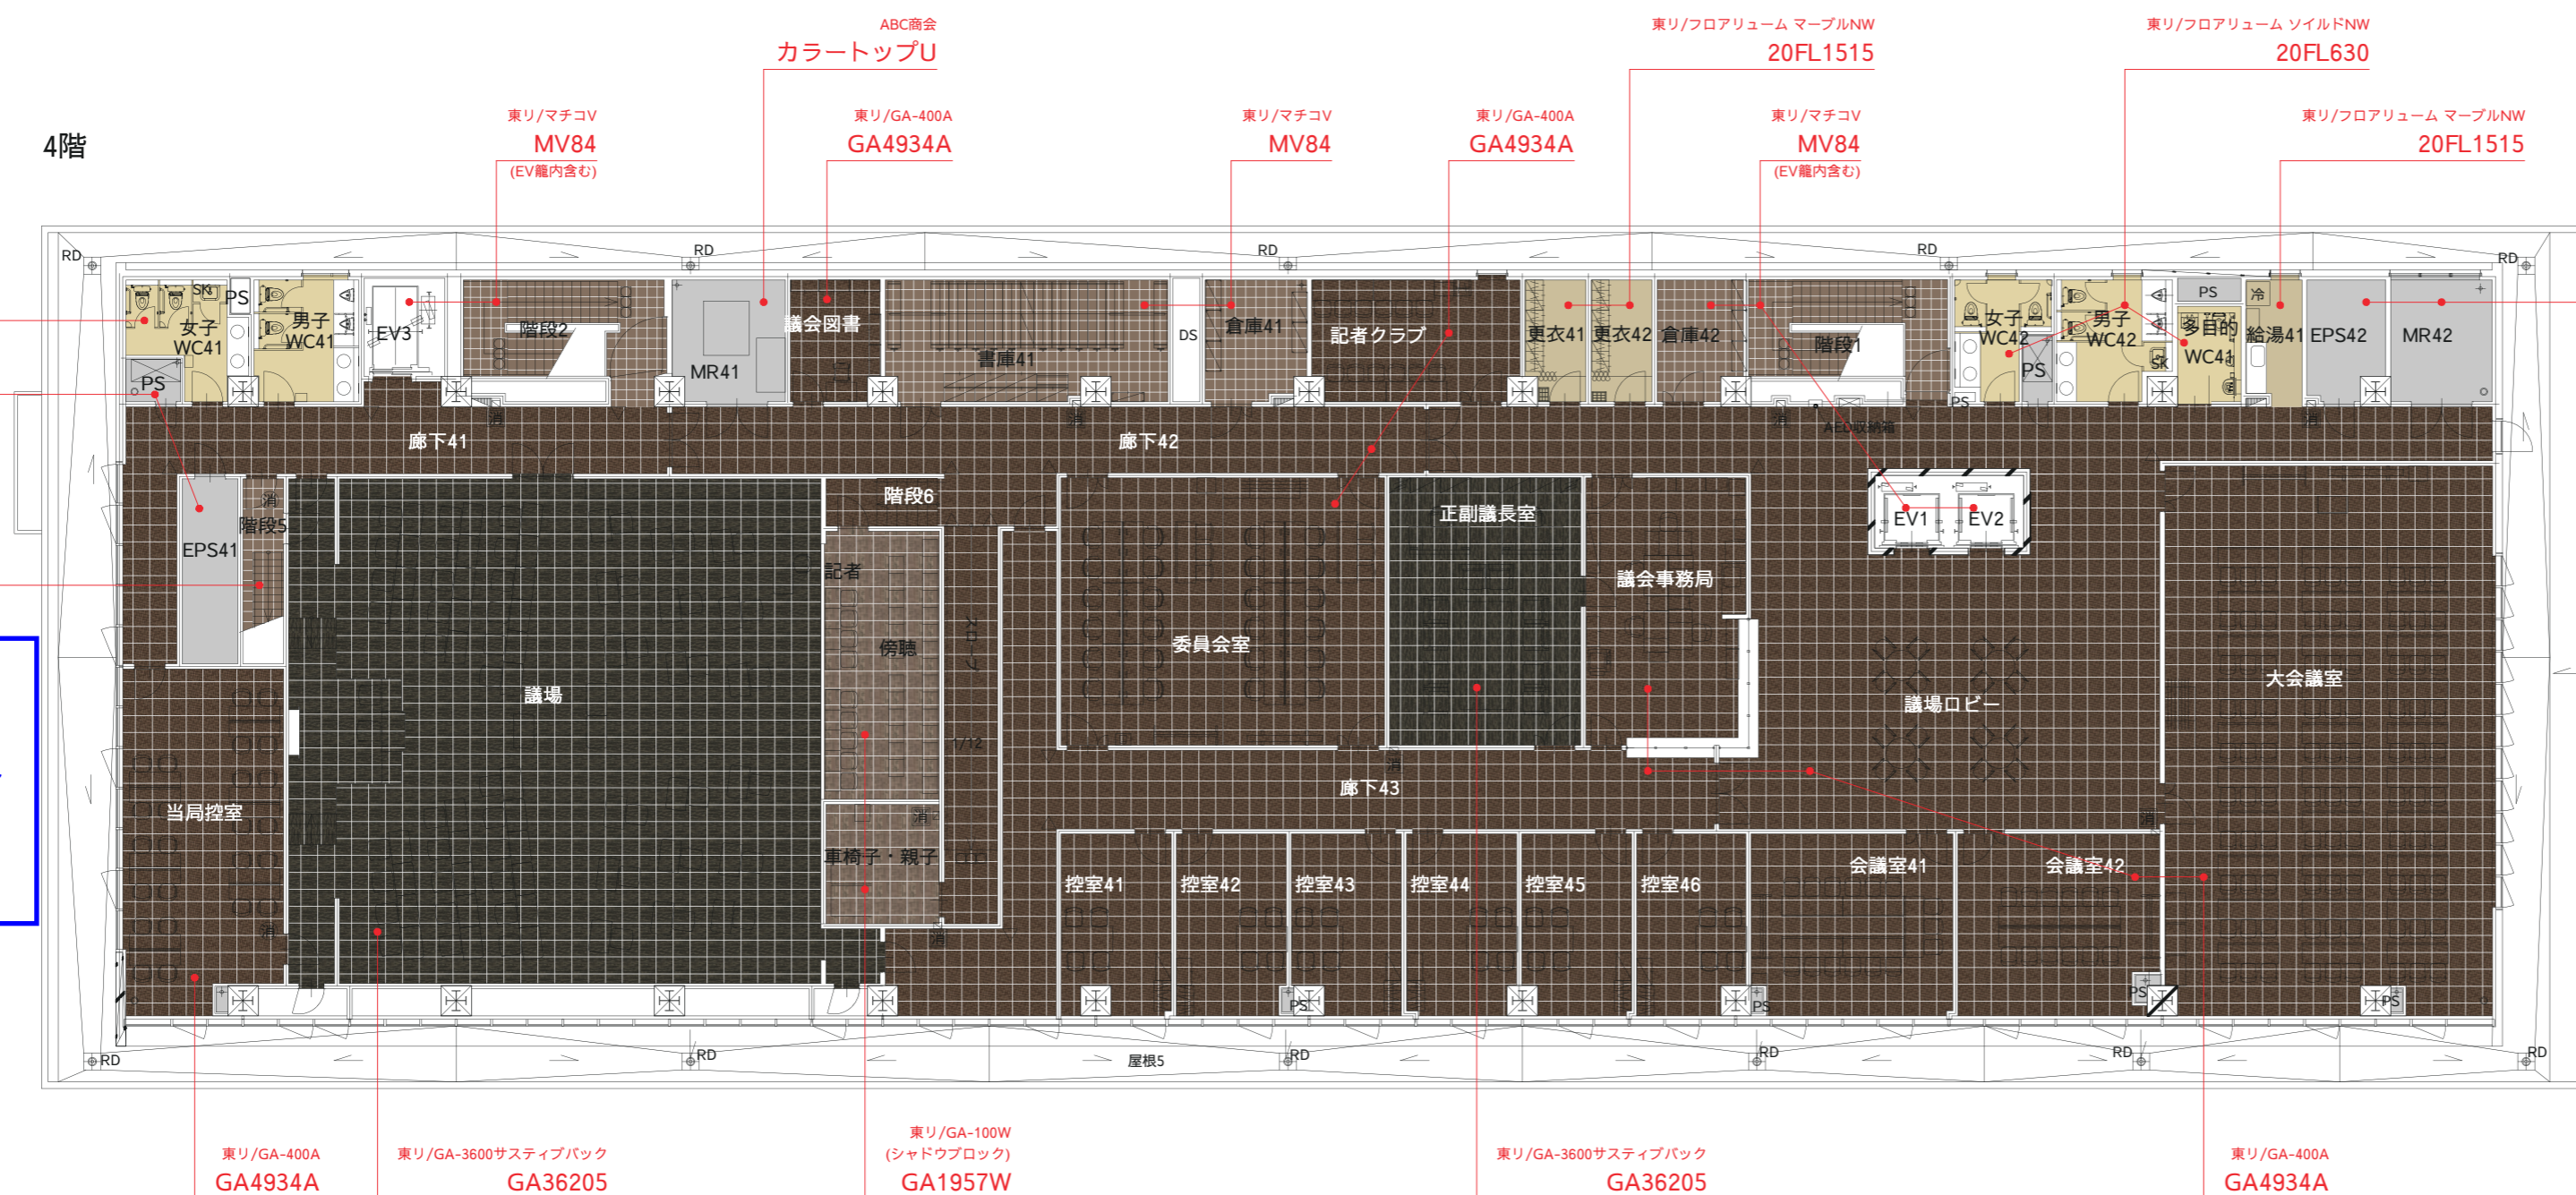 ABC商会
カラートップU
東リ/フロアリューム マーブルNW
20FL1515
東リ/フロアリューム ソイルドNW
20FL630
東リ/マチコV
MV84
(EV籠内含む)
東リ/GA-400A
GA4934A
東リ/マチコV
MV84
東リ/GA-400A
GA4934A
東リ/マチコV
MV84
(EV籠内含む)
東リ/フロアリューム マーブルNW
20FL1515
4階
RD
RD
RD
RD
RD
SK
PS
女子
WC41
男子
WC41
EV3
階段2
MR41
議会図書
書庫41
DS
倉庫41
記者クラブ
更衣41
更衣42
倉庫42
階段1
女子
WC42
PS
男子
WC42
SK
PS
多目的
WC41
冷
給湯41
EPS42
MR42
PS
PS
消
消
消
消
AED収納箱
廊下41
廊下42
消
階段5
EPS41
階段6
記者
傍聴
スロープ
1/12
議場
車椅子・親子
消
当局控室
消
消
委員会室
正副議長室
議会事務局
EV1
EV2
議場ロビー
大会議室
消
廊下43
消
控室41
控室42
控室43
控室44
控室45
控室46
会議室41
会議室42
PS
PS
PS
PS
RD
RD
屋根5
RD
RD
RD
RD
東リ/GA-400A
GA4934A
東リ/GA-3600サスティブバック
GA36205
東リ/GA-100W
(シャドウブロック)
GA1957W
東リ/GA-3600サスティブバック
GA36205
東リ/GA-400A
GA4934A